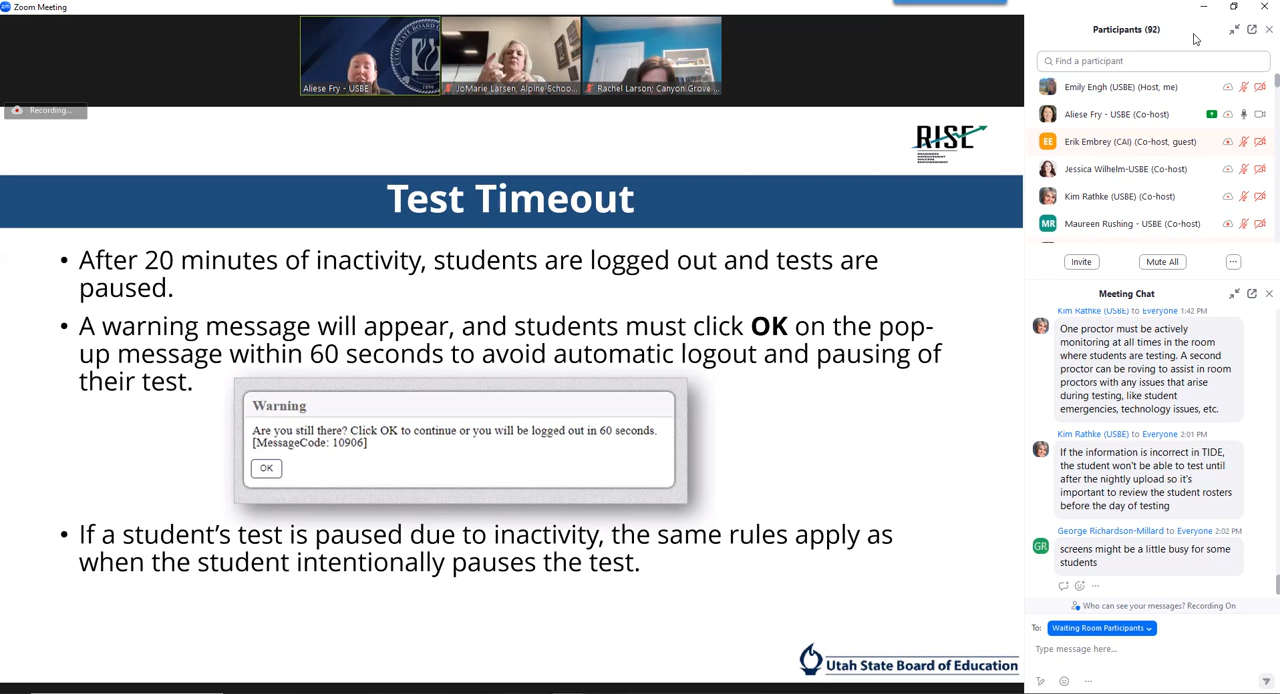 Zoom Meeting
Participants (92)
Find a participant
Aliese Fry - USBE
JoMarie Larsen, Alpine Schoo...
Rachel Larson; Canyon Grove ...
Recording...
Emily Engh (USBE) (Host, me)
Aliese Fry - USBE (Co-host)
EE Erik Embrey (CAI) (Co-host, guest)
Jessica Wilhelm-USBE (Co-host)
Kim Rathke (USBE) (Co-host)
MR Maureen Rushing - USBE (Co-host)
Invite
Mute All
RISE
Test Timeout
• After 20 minutes of inactivity, students are logged out and tests are
paused.
• A warning message will appear, and students must click OK on the pop-
up message within 60 seconds to avoid automatic logout and pausing of
their test.
Warning
Are you still there? Click OK to continue or you will be logged out in 60 seconds.
[MessageCode: 10906]
OK
• If a student’s test is paused due to inactivity, the same rules apply as
when the student intentionally pauses the test.
Utah State Board of Education
Meeting Chat
Kim Rathke (USBE) to Everyone 1:42 PM
One proctor must be actively
monitoring at all times in the room
where students are testing. A second
proctor can be roving to assist in room
proctors with any issues that arise
during testing, like student
emergencies, technology issues, etc.
Kim Rathke (USBE) to Everyone 2:01 PM
If the information is incorrect in TIDE,
the student won't be able to test until
after the nightly upload so it's
important to review the student rosters
before the day of testing
George Richardson-Millard to Everyone 2:02 PM
GR
screens might be a little busy for some
students
Who can see your messages? Recording On
To: Waiting Room Participants
Type message here...